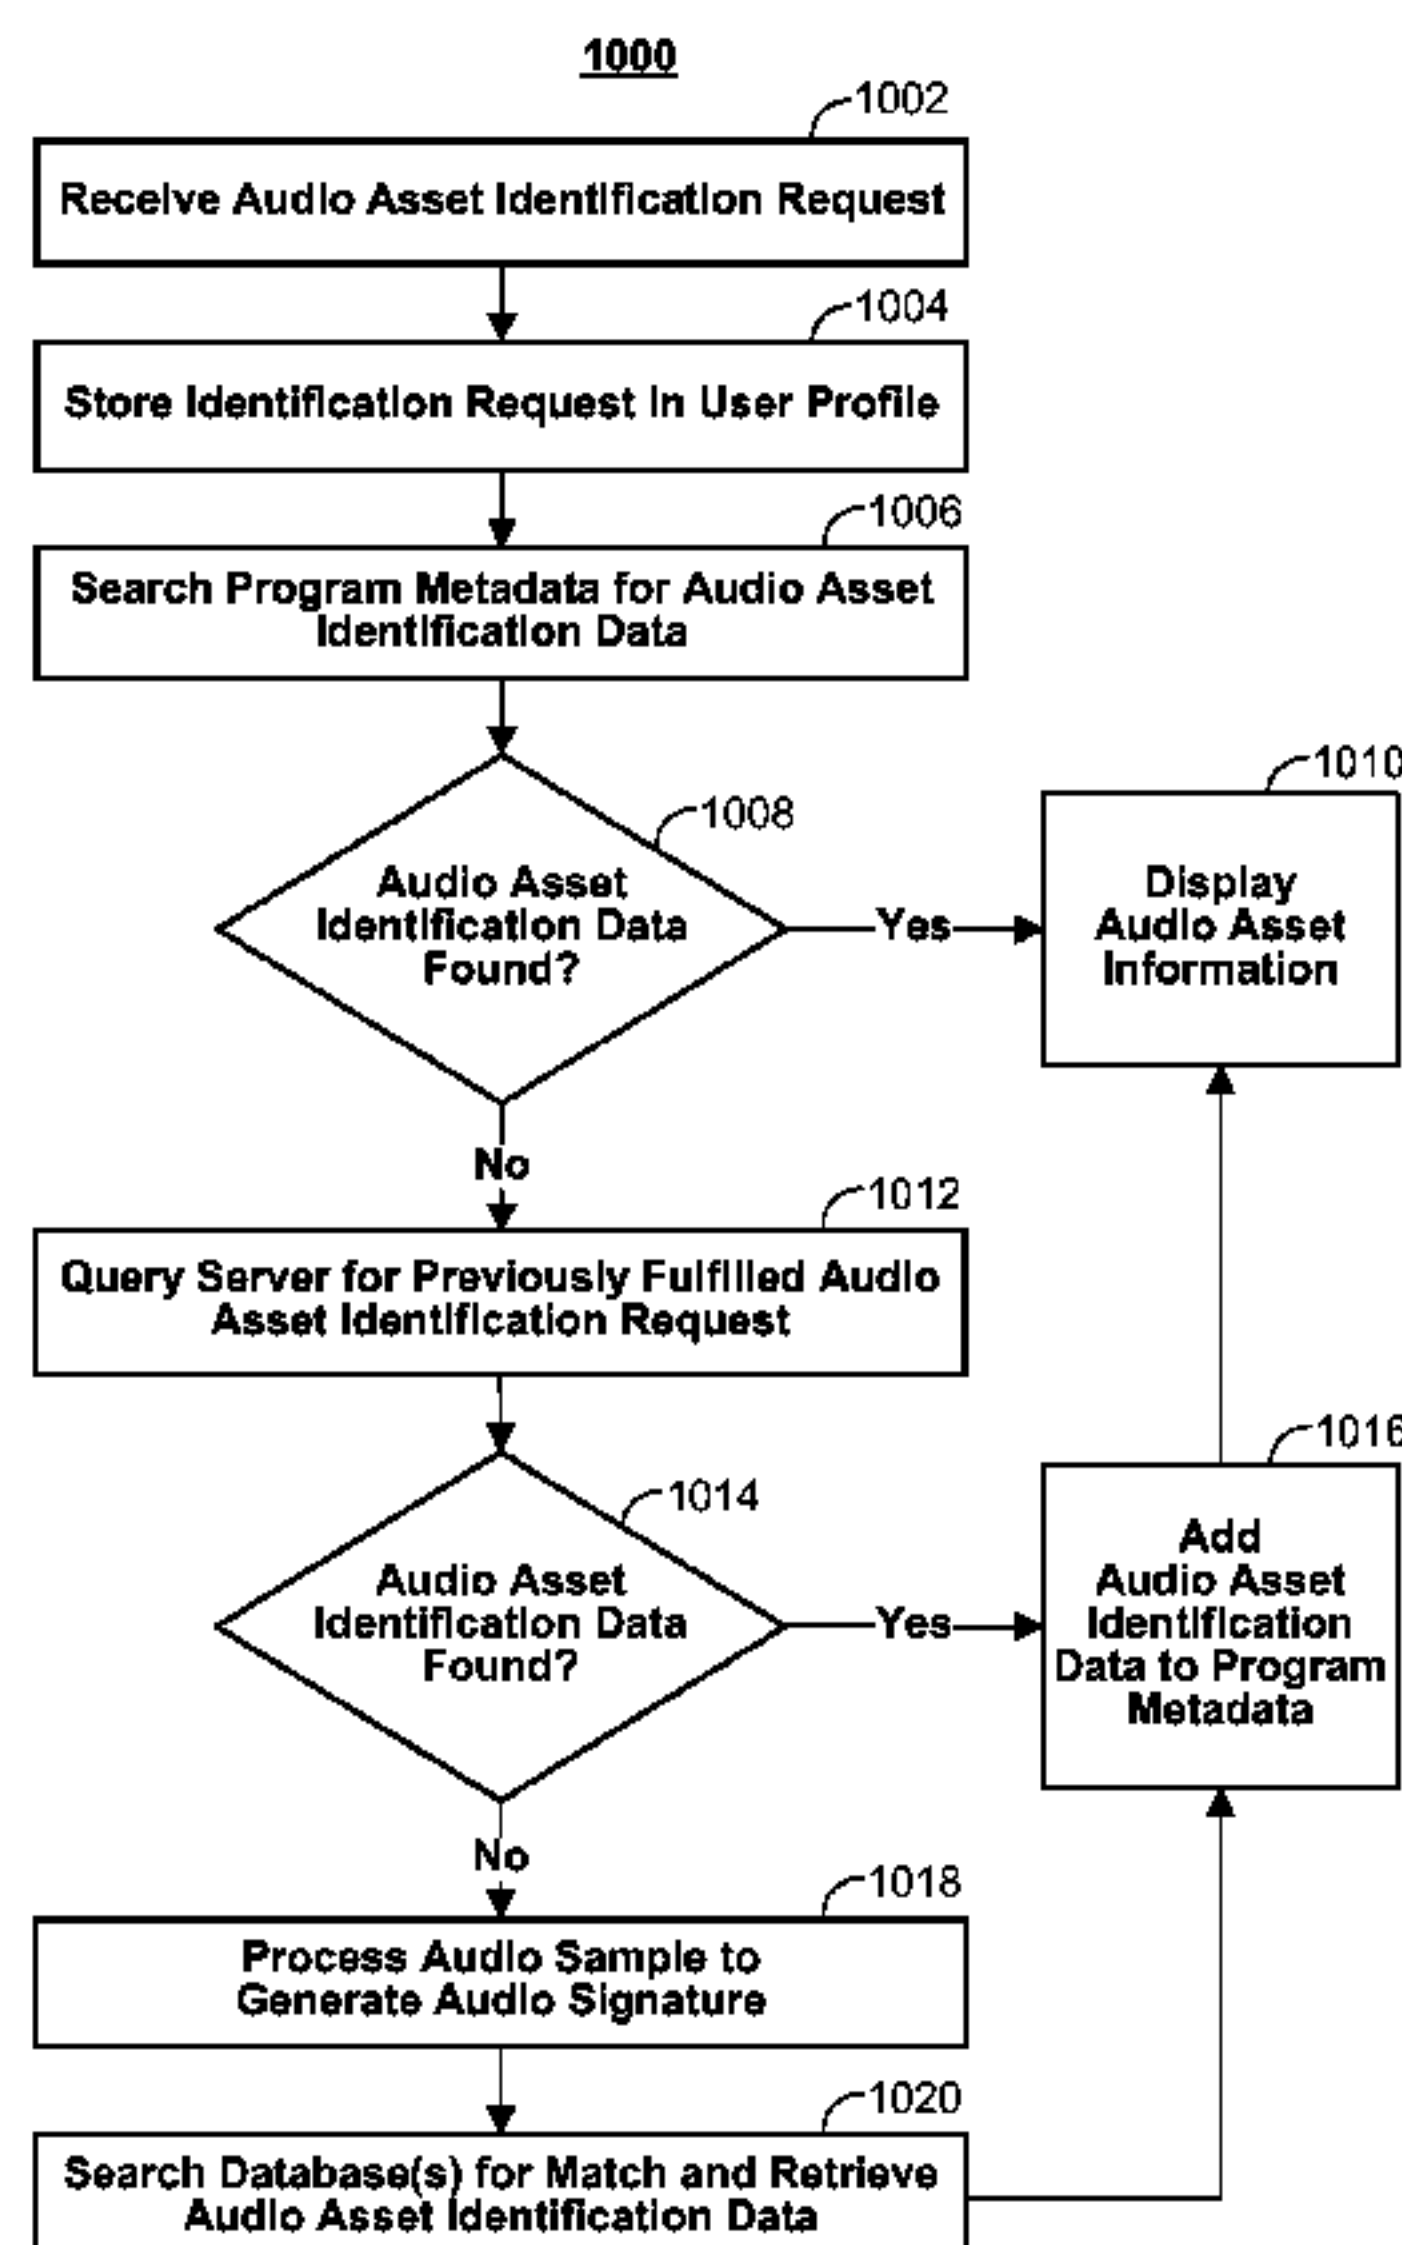 1000
1002
Receive Audio Asset Identification Request
1004
Store Identification Request in User Profile
1006
Search Program Metadata for Audio Asset
Identification Data
1008
Audio Asset
Identification Data
Found?
Yes
1010
Display
Audio Asset
Information
No
1012
Query Server for Previously Fulfilled Audio
Asset Identification Request
1014
Audio Asset
Identification Data
Found?
Yes
1016
Add
Audio Asset
Identification
Data to Program
Metadata
No
1018
Process Audio Sample to
Generate Audio Signature
1020
Search Database(s) for Match and Retrieve
Audio Asset Identification Data